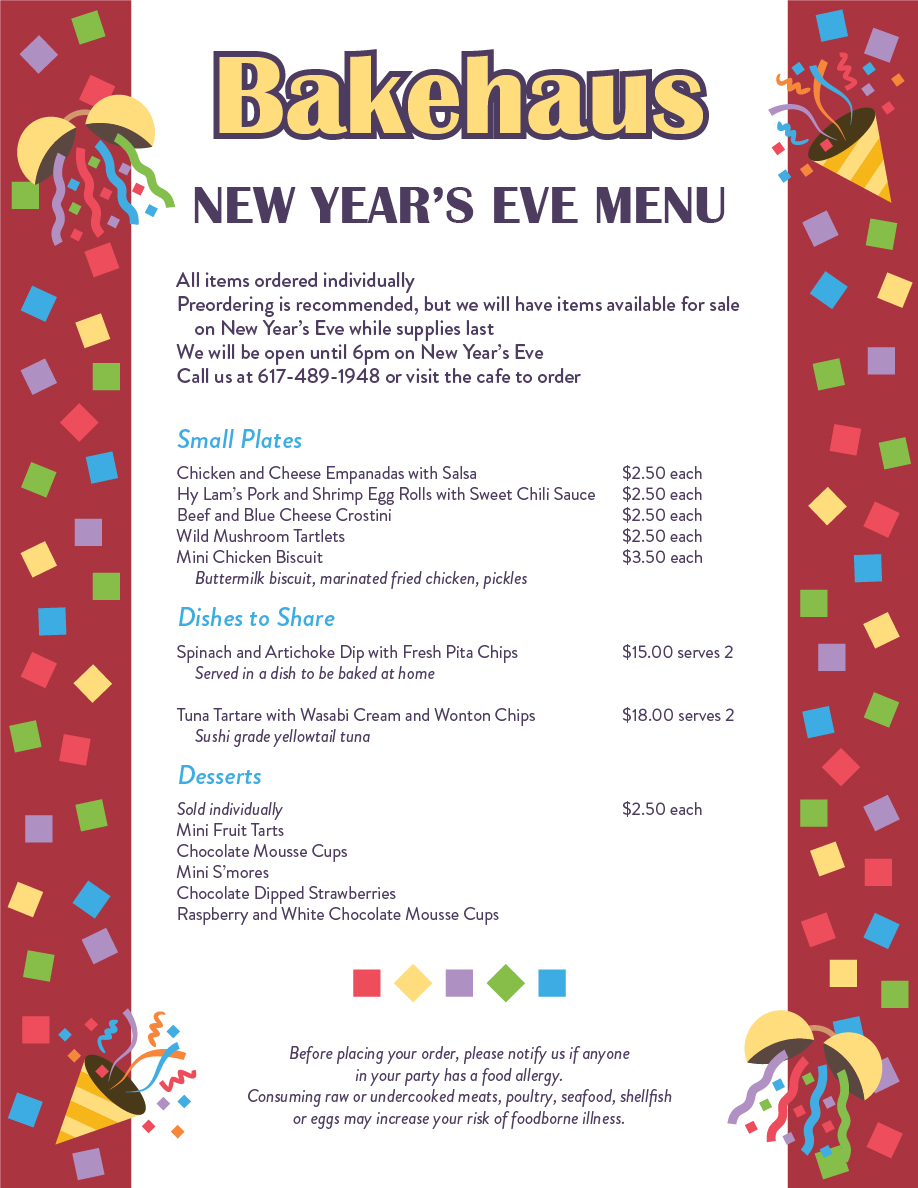 Bakehaus
NEW YEAR'S EVE MENU
All items ordered individually
Preordering is recommended, but we will have items available for sale
on New Year's Eve while supplies last
We will be open until 6pm on New Year's Eve
Call us at 617-489-1948 or visit the cafe to order
Small Plates
Chicken and Cheese Empanadas with Salsa $2.50 each
Hy Lam's Pork and Shrimp Egg Rolls with Sweet Chili Sauce $2.50 each
Beef and Blue Cheese Crostini $2.50 each
Wild Mushroom Tartlets $2.50 each
Mini Chicken Biscuit $3.50 each
Buttermilk biscuit, marinated fried chicken, pickles
Dishes to Share
Spinach and Artichoke Dip with Fresh Pita Chips $15.00 serves 2
Served in a dish to be baked at home
Tuna Tartare with Wasabi Cream and Wonton Chips $18.00 serves 2
Sushi grade yellowtail tuna
Desserts
Sold individually $2.50 each
Mini Fruit Tarts
Chocolate Mousse Cups
Mini S'mores
Chocolate Dipped Strawberries
Raspberry and White Chocolate Mousse Cups
Before placing your order, please notify us if anyone
in your party has a food allergy.
Consuming raw or undercooked meats, poultry, seafood, shellfish
or eggs may increase your risk of foodborne illness.